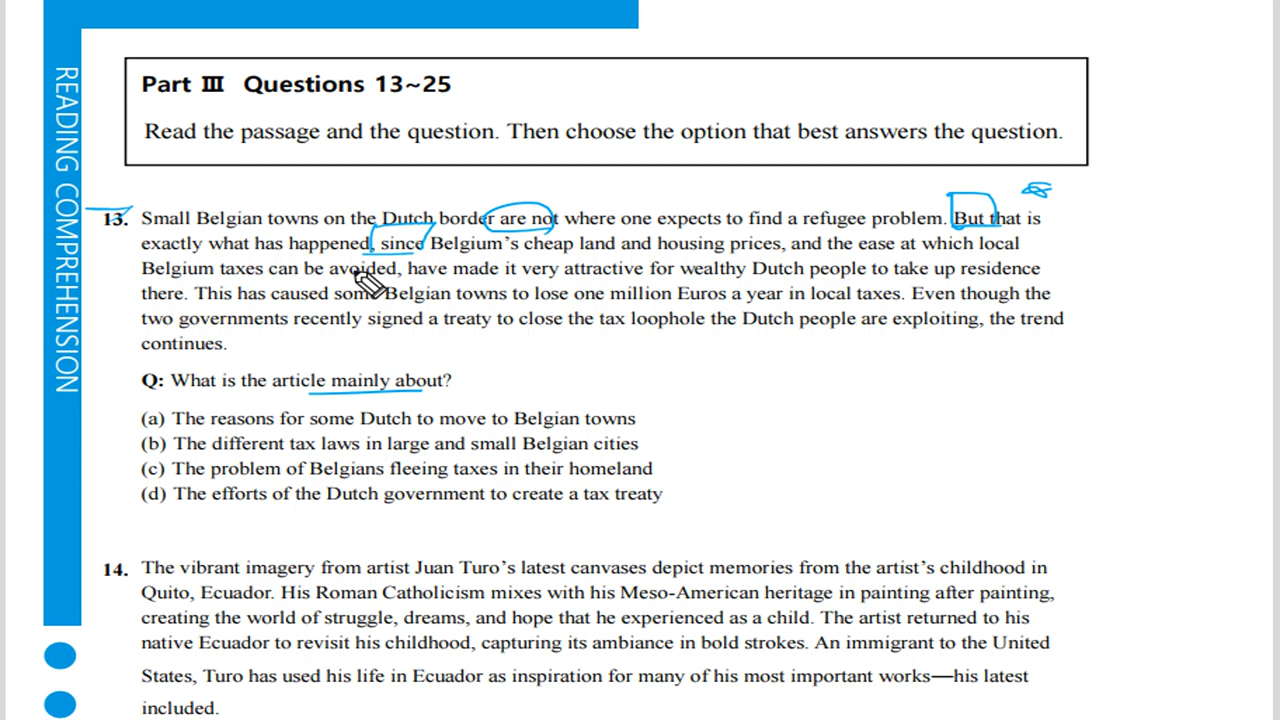 READING COMPREHENSION
Part Ⅲ Questions 13~25
Read the passage and the question. Then choose the option that best answers the question.
13. Small Belgian towns on the Dutch border are not where one expects to find a refugee problem. But that is
exactly what has happened, since Belgium's cheap land and housing prices, and the ease at which local
Belgium taxes can be avoided, have made it very attractive for wealthy Dutch people to take up residence
there. This has caused some Belgian towns to lose one million Euros a year in local taxes. Even though the
two governments recently signed a treaty to close the tax loophole the Dutch people are exploiting, the trend
continues.
Q: What is the article mainly about?
(a) The reasons for some Dutch to move to Belgian towns
(b) The different tax laws in large and small Belgian cities
(c) The problem of Belgians fleeing taxes in their homeland
(d) The efforts of the Dutch government to create a tax treaty
14. The vibrant imagery from artist Juan Turo's latest canvases depict memories from the artist's childhood in
Quito, Ecuador. His Roman Catholicism mixes with his Meso-American heritage in painting after painting,
creating the world of struggle, dreams, and hope that he experienced as a child. The artist returned to his
native Ecuador to revisit his childhood, capturing its ambiance in bold strokes. An immigrant to the United
States, Turo has used his life in Ecuador as inspiration for many of his most important works—his latest
included.